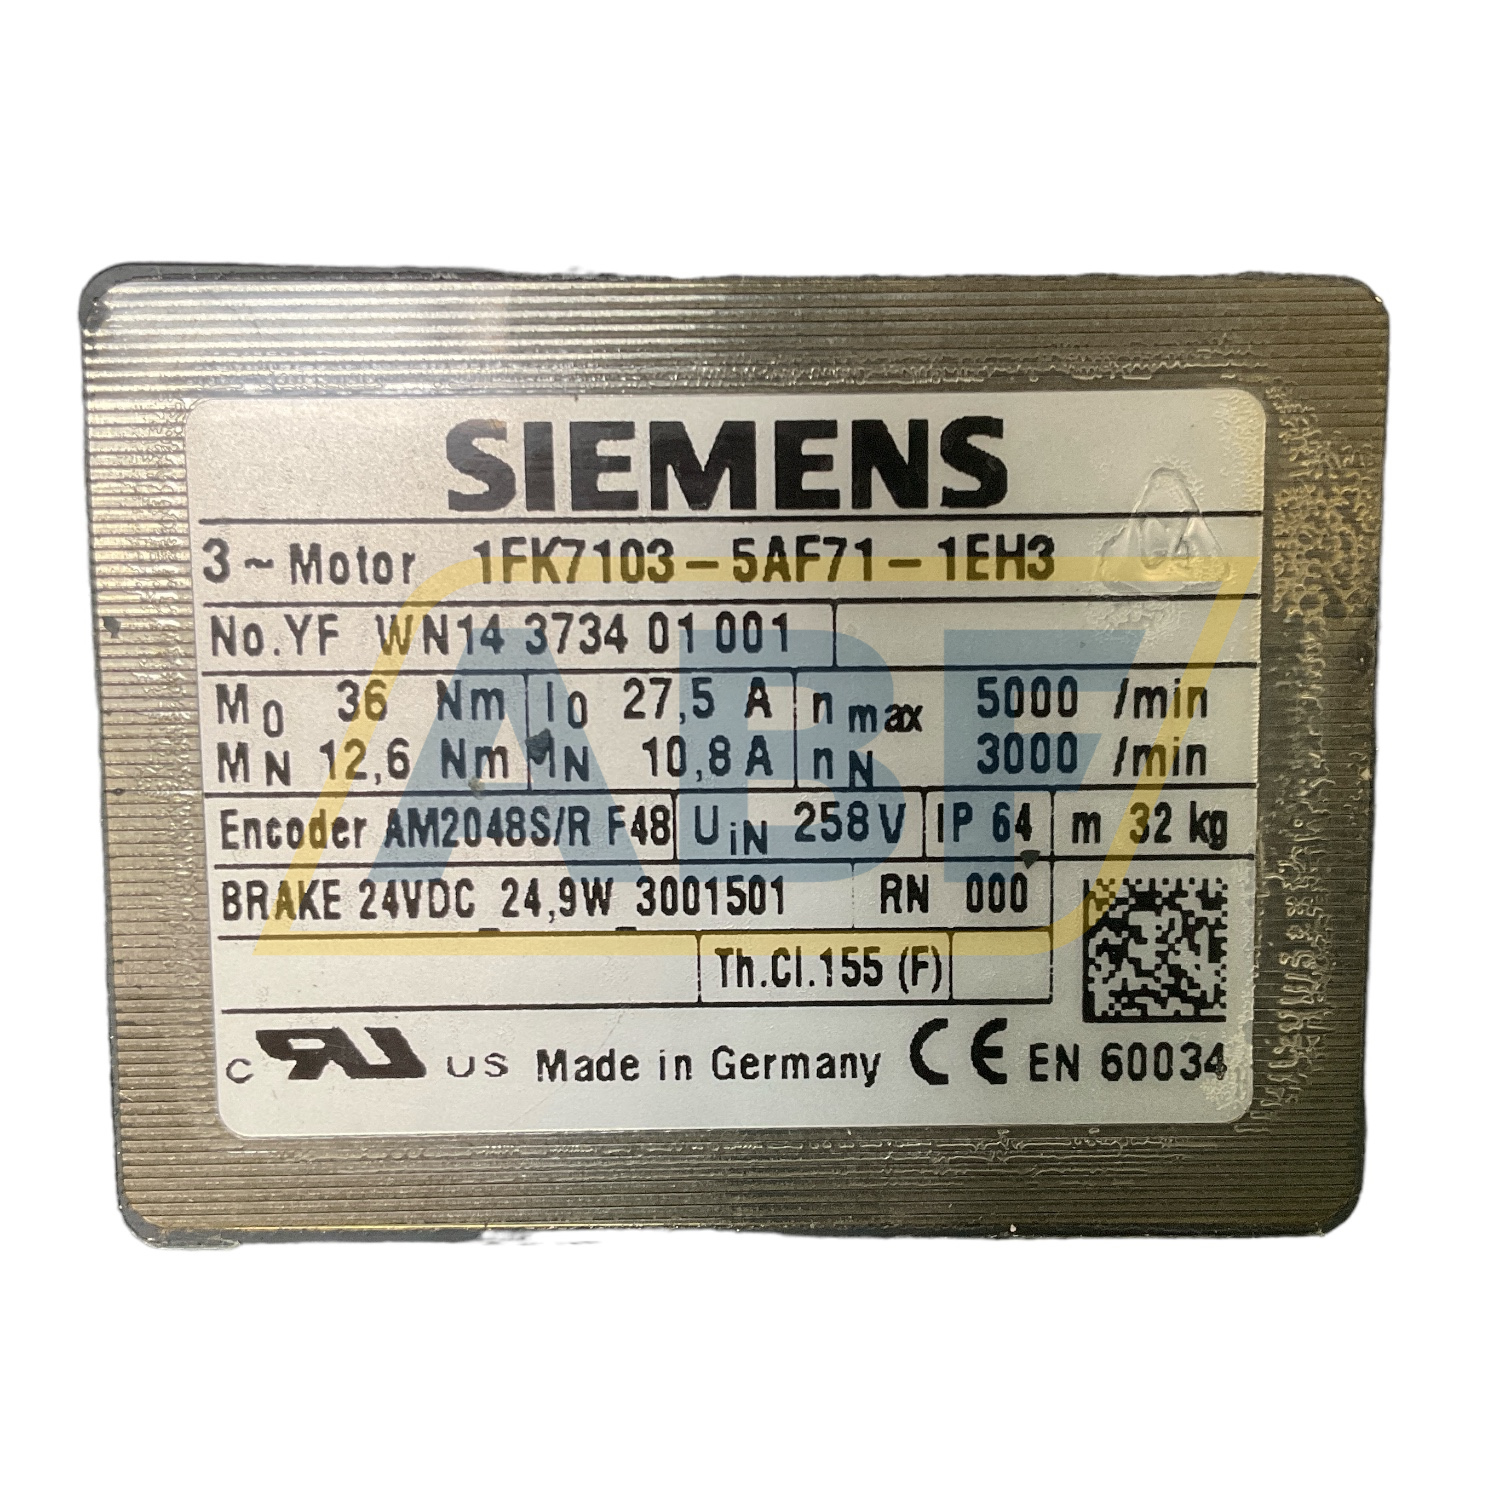 SIEMENS
3 ~ Motor 1FK7103 - 5AF71 - 1EH3
No. YF WN14 3734 01 001
M0 36 Nm I0 27,5 A n max 5000 /min
MN 12,6 Nm IN 10,8 A nN 3000 /min
Encoder AM2048S/R F48 UiN 258V IP 64 m 32 kg
BRAKE 24VDC 24,9W 3001501 RN 000
Th.Cl.155 (F)
c RU US Made in Germany CE EN 60034
ABF